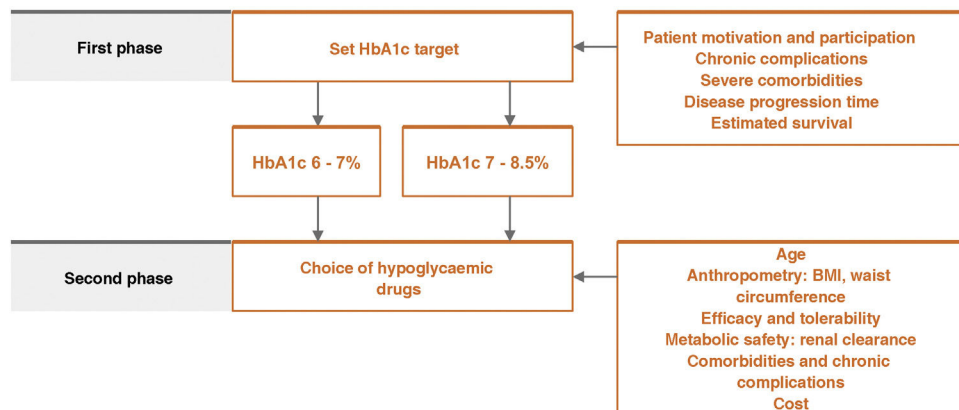 First phase
Set HbA1c target
Patient motivation and participation
Chronic complications
Severe comorbidities
Disease progression time
Estimated survival
HbA1c 6 - 7%
HbA1c 7 - 8.5%
Second phase
Choice of hypoglycaemic
drugs
Age
Anthropometry: BMI, waist
circumference
Efficacy and tolerability
Metabolic safety: renal clearance
Comorbidities and chronic
complications
Cost